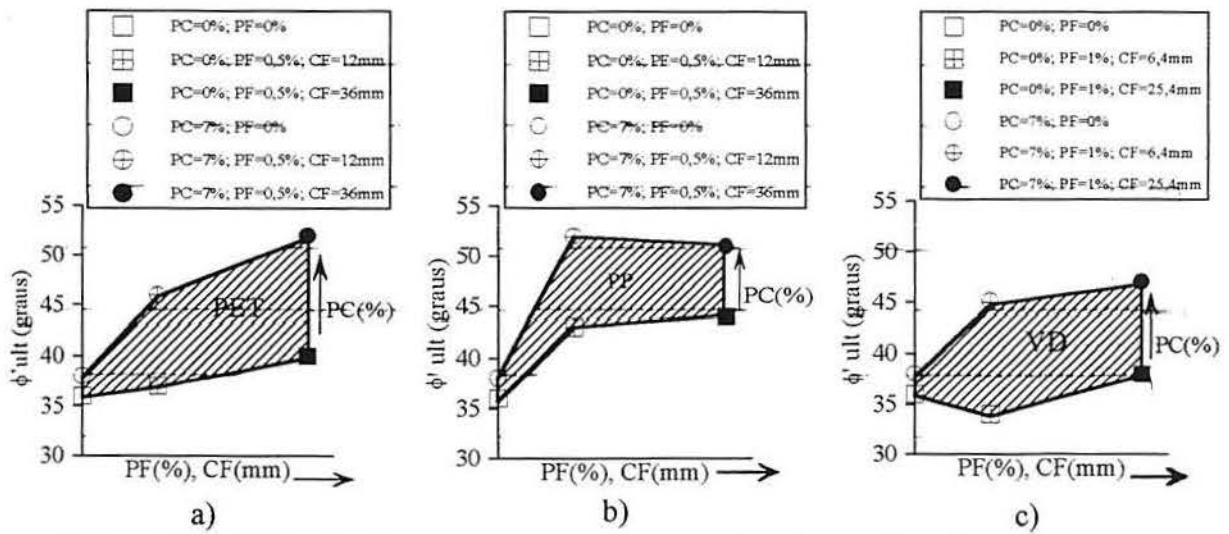 PC=0%; PF=0%
PC=0%; PF=0,5%; CF=12mm
PC=0%; PF=0,5%; CF=36mm
PC=7%; PF=0%
PC=7%; PF=0,5%; CF=12mm
PC=7%; PF=0,5%; CF=36mm
55
50
45
40
35
30
ϕ'ult (graus)
PET
PC(%)
PF(%), CF(mm)
a)
PC=0%; PF=0%
PC=0%; PF=0,5%; CF=12mm
PC=0%; PF=0,5%; CF=36mm
PC=7%; PF=0%
PC=7%; PF=0,5%; CF=12mm
PC=7%; PF=0,5%; CF=36mm
55
50
45
40
35
30
ϕ' ult (graus)
PP
PC(%)
PF(%), CF(mm)
b)
PC=0%; PF=0%
PC=0%; PF=1%; CF=6,4mm
PC=0%; PF=1%; CF=25,4mm
PC=7%; PF=0%
PC=7%; PF=1%; CF=6,4mm
PC=7%; PF=1%; CF=25,4mm
55
50
45
40
35
30
ϕ' ult (graus)
VD
PC(%)
PF(%), CF(mm)
c)